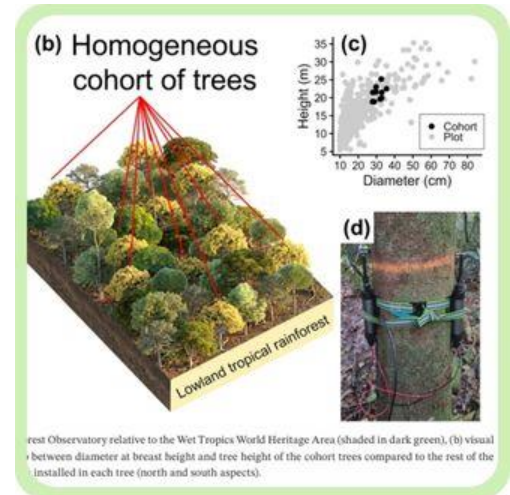 (b) Homogeneous
cohort of trees
Lowland tropical rainforest
(c)
Height (m)
35
30
25
20
15
10
5
10 20 30 40 50 60 70 80
Diameter (cm)
Cohort
Plot
(d)
rest Observatory relative to the Wet Tropics World Heritage Area (shaded in dark green), (b) visual
between diameter at breast height and tree height of the cohort trees compared to the rest of the
installed in each tree (north and south aspects).